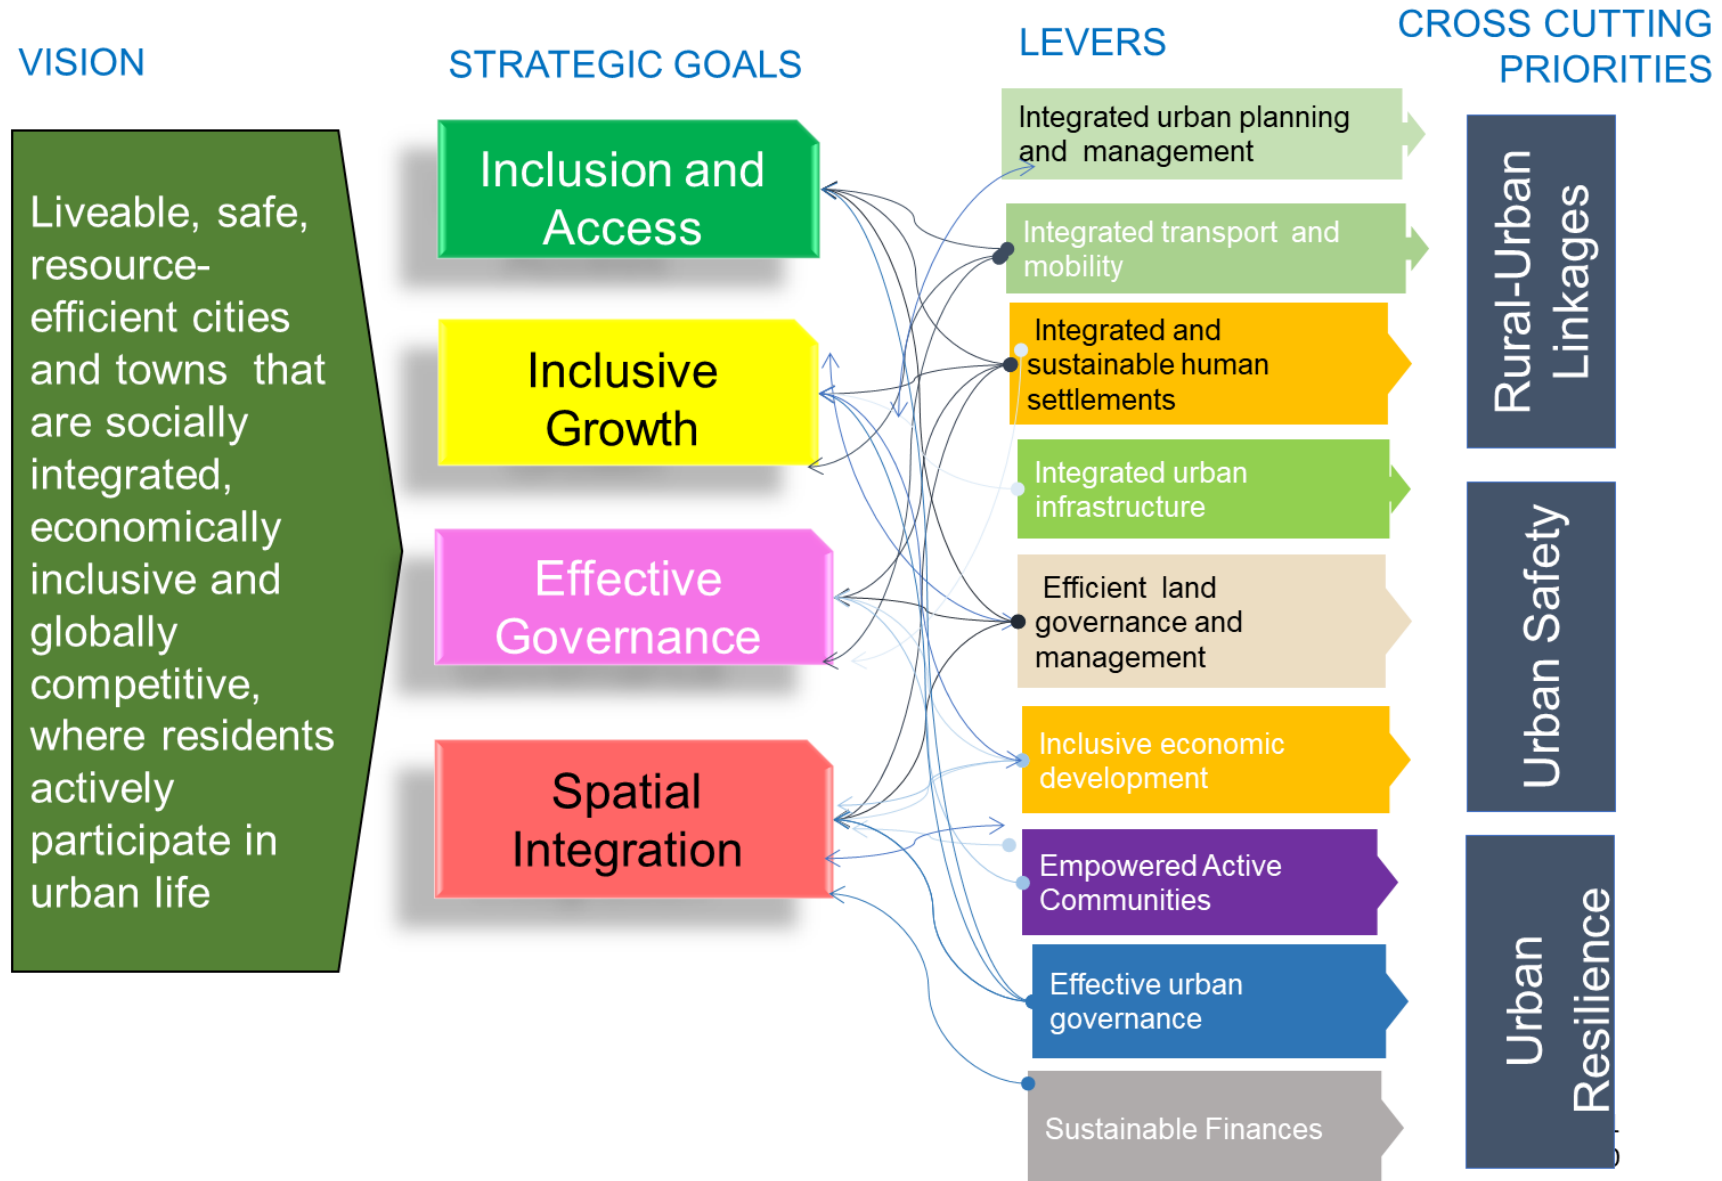 VISION
Liveable, safe,
resource-
efficient cities
and towns that
are socially
integrated,
economically
inclusive and
globally
competitive,
where residents
actively
participate in
urban life
STRATEGIC GOALS
Inclusion and
Access
Inclusive
Growth
Effective
Governance
Spatial
Integration
LEVERS
Integrated urban planning
and management
Integrated transport and
mobility
Integrated and
sustainable human
settlements
Integrated urban
infrastructure
Efficient land
governance and
management
Inclusive economic
development
Empowered Active
Communities
Effective urban
governance
Sustainable Finances
CROSS CUTTING
PRIORITIES
Rural-Urban
Linkages
Urban Safety
Urban
Resilience